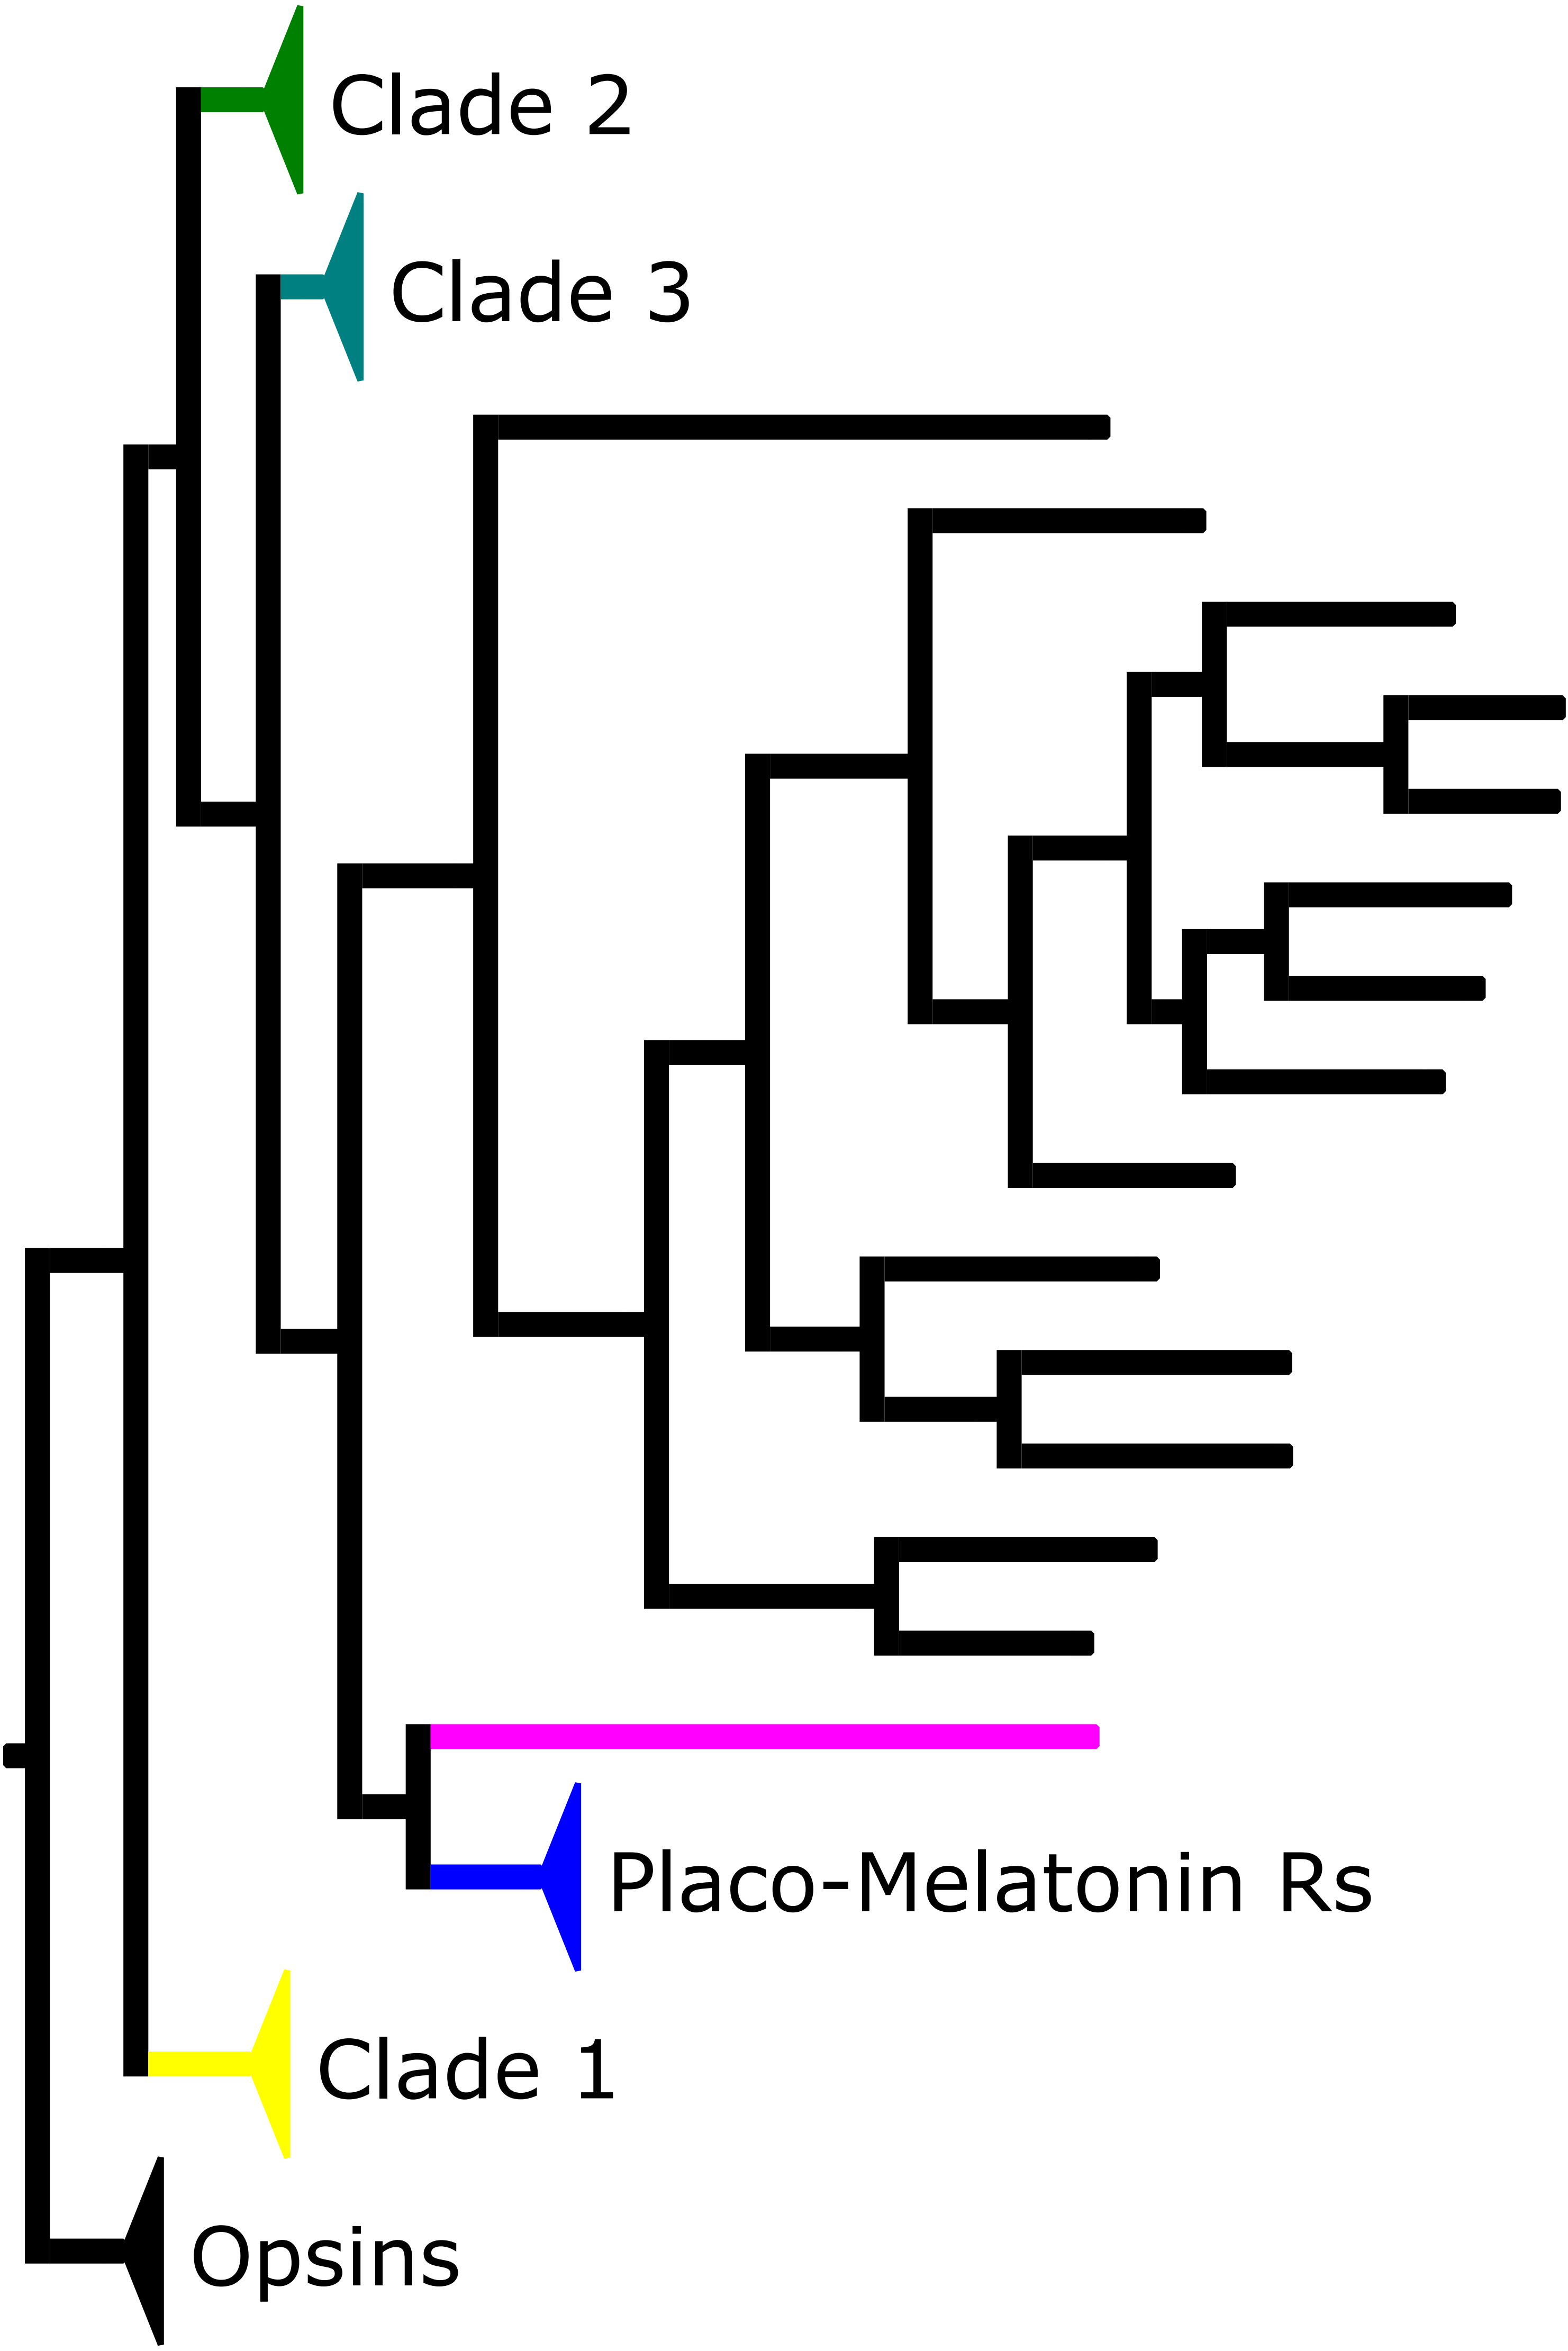 Clade 2
Clade 3
Placo-Melatonin Rs
Clade 1
Opsins